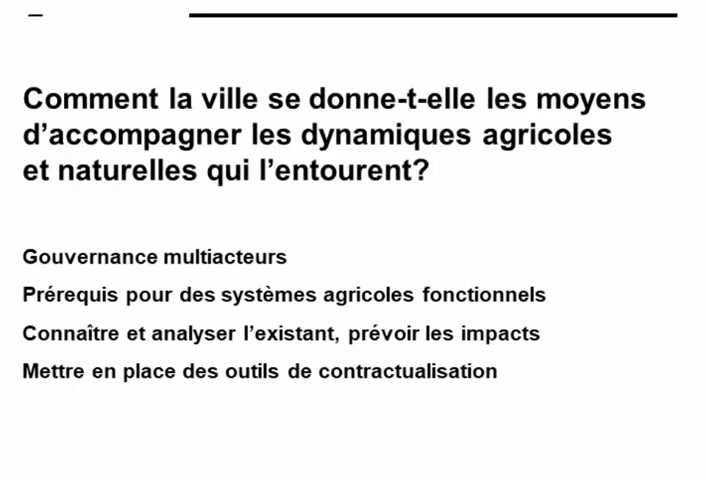 Comment la ville se donne-t-elle les moyens
d’accompagner les dynamiques agricoles
et naturelles qui l’entourent?
Gouvernance multiacteurs
Prérequis pour des systèmes agricoles fonctionnels
Connaître et analyser l’existant, prévoir les impacts
Mettre en place des outils de contractualisation